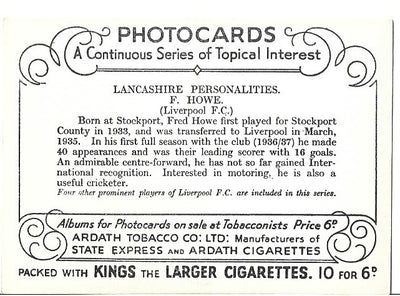 PHOTOCARDS
A Continuous Series of Topical Interest
LANCASHIRE PERSONALITIES.
F. HOWE.
(Liverpool F.C.)
Born at Stockport, Fred Howe first played for Stockport
County in 1933, and was transferred to Liverpool in March,
1935. In his first full season with the club (1936/37) he made
40 appearances and was their leading scorer with 16 goals.
An admirable centre-forward, he has not so far gained Inter-
national recognition. Interested in motoring, he is also a
useful cricketer.
Four other prominent players of Liverpool F.C. are included in this series.
Albums for Photocards on sale at Tobacconists Price 6D
ARDATH TOBACCO CO: LTD: Manufacturers of
STATE EXPRESS AND ARDATH CIGARETTES
PACKED WITH KINGS THE LARGER CIGARETTES. 10 FOR 6D